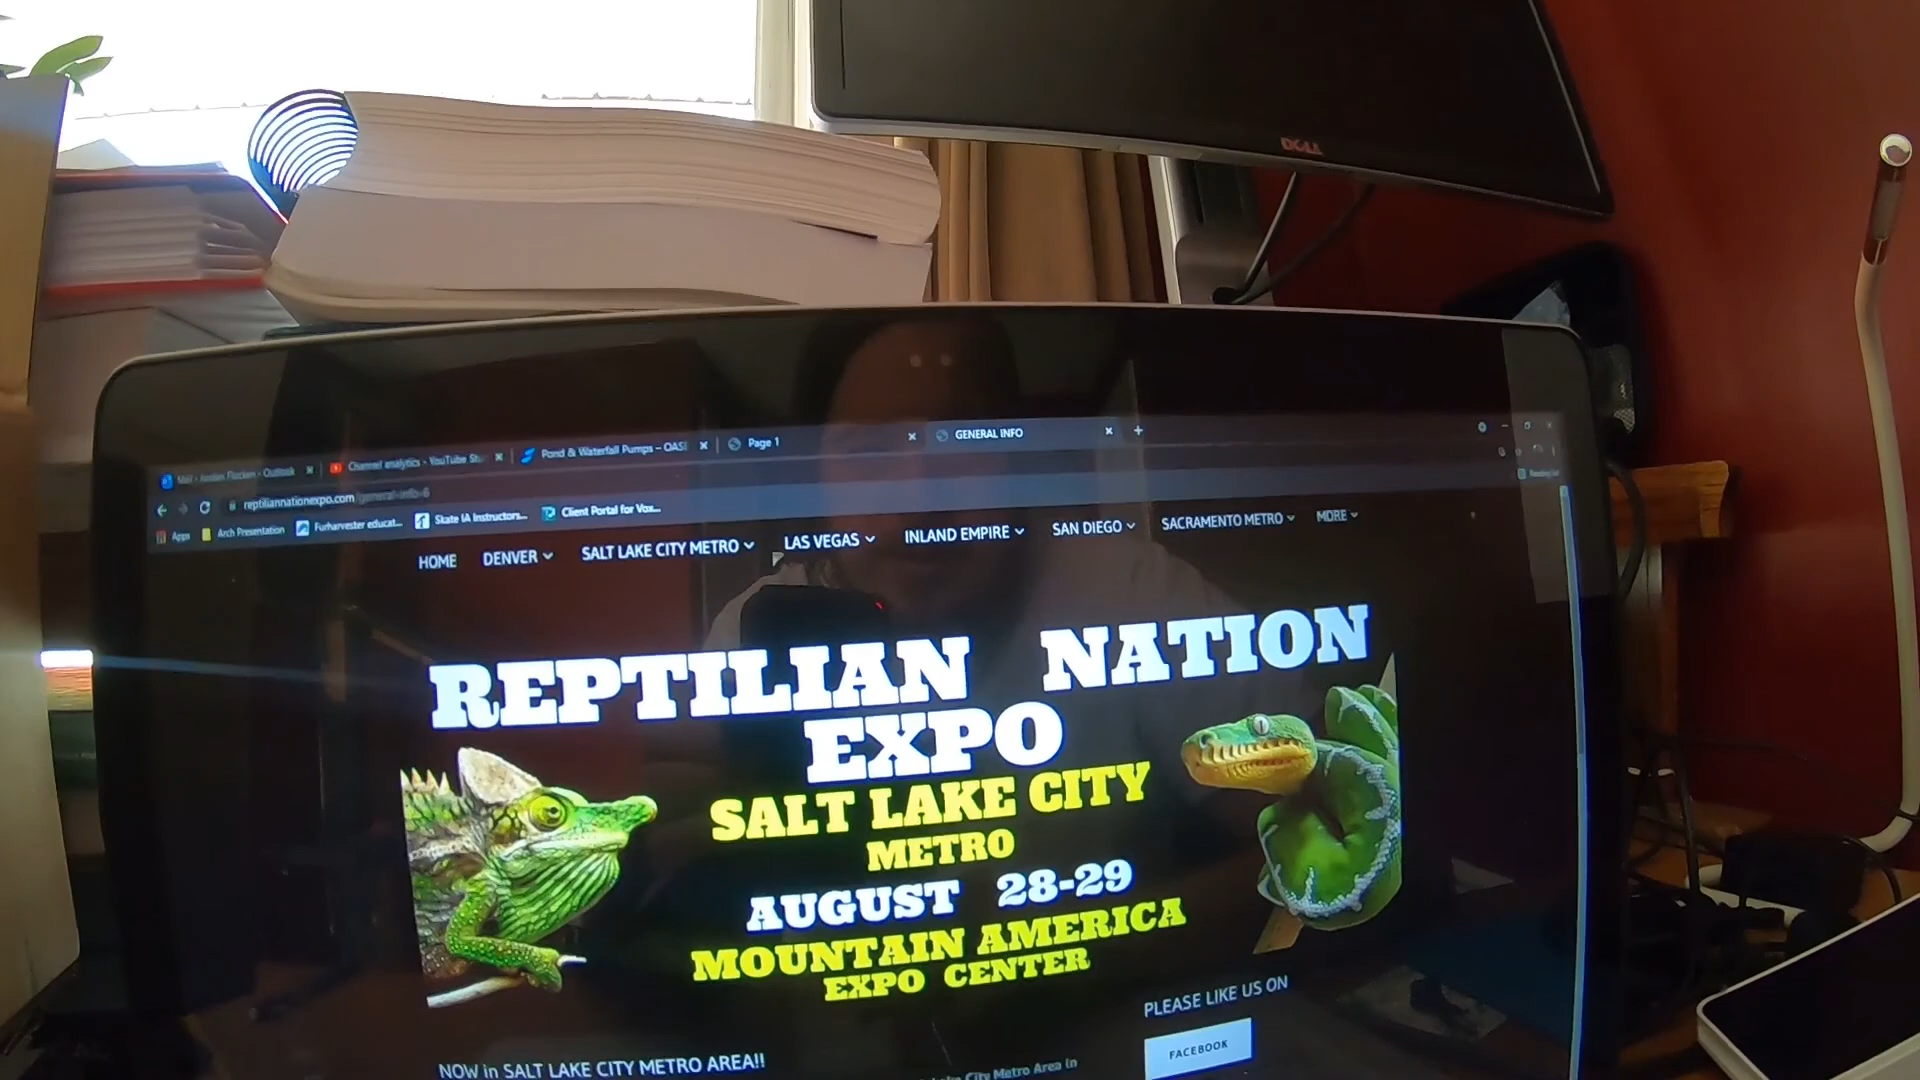 DELL
Channel analytics - YouTube St
Pond & Waterfall Pumps – OAS
Page 1
GENERAL INFO
reptiliannationexpo.com
Apps
Arch Presentation
Furharvester educat...
Skate IA Instructors...
Client Portal for Vox...
HOME
DENVER
SALT LAKE CITY METRO
LAS VEGAS
INLAND EMPIRE
SAN DIEGO
SACRAMENTO METRO
MORE
REPTILIAN NATION
EXPO
SALT LAKE CITY
METRO
AUGUST 28-29
MOUNTAIN AMERICA
EXPO CENTER
PLEASE LIKE US ON
FACEBOOK
NOW in SALT LAKE CITY METRO AREA!!
City Metro Area in